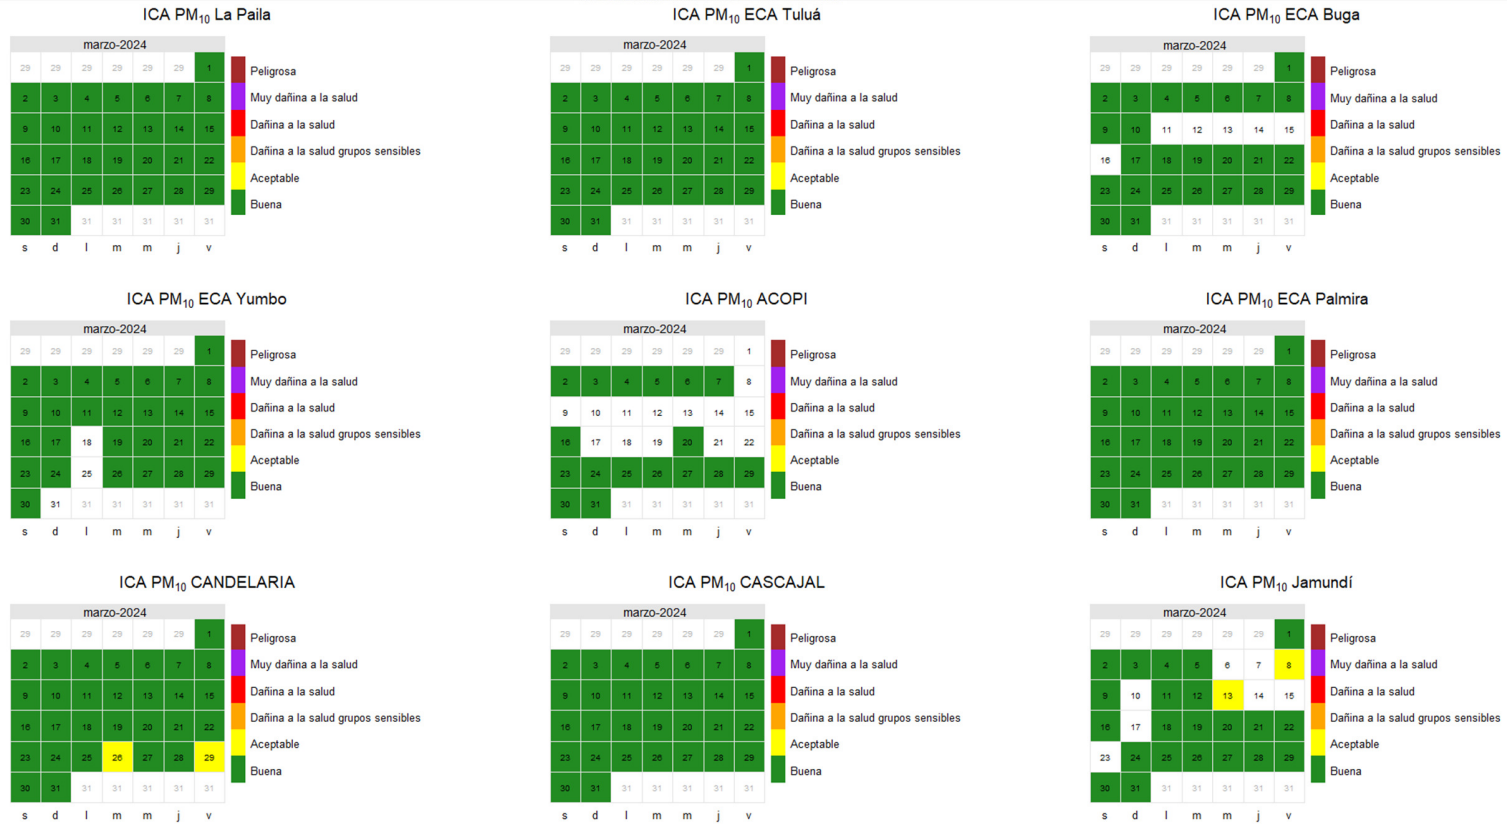 ICA PM10 La Paila
marzo-2024
29 29 29 29 29 29 1
2 3 4 5 6 7 8
9 10 11 12 13 14 15
16 17 18 19 20 21 22
23 24 25 26 27 28 29
30 31 31 31 31 31 31
s d l m m j v
Peligrosa
Muy dañina a la salud
Dañina a la salud
Dañina a la salud grupos sensibles
Aceptable
Buena
ICA PM10 ECA Tuluá
marzo-2024
29 29 29 29 29 29 1
2 3 4 5 6 7 8
9 10 11 12 13 14 15
16 17 18 19 20 21 22
23 24 25 26 27 28 29
30 31 31 31 31 31 31
s d l m m j v
Peligrosa
Muy dañina a la salud
Dañina a la salud
Dañina a la salud grupos sensibles
Aceptable
Buena
ICA PM10 ECA Buga
marzo-2024
29 29 29 29 29 29 1
2 3 4 5 6 7 8
9 10 11 12 13 14 15
16 17 18 19 20 21 22
23 24 25 26 27 28 29
30 31 31 31 31 31 31
s d l m m j v
Peligrosa
Muy dañina a la salud
Dañina a la salud
Dañina a la salud grupos sensibles
Aceptable
Buena
ICA PM10 ECA Yumbo
marzo-2024
29 29 29 29 29 29 1
2 3 4 5 6 7 8
9 10 11 12 13 14 15
16 17 18 19 20 21 22
23 24 25 26 27 28 29
30 31 31 31 31 31 31
s d l m m j v
Peligrosa
Muy dañina a la salud
Dañina a la salud
Dañina a la salud grupos sensibles
Aceptable
Buena
ICA PM10 ACOPI
marzo-2024
29 29 29 29 29 29 1
2 3 4 5 6 7 8
9 10 11 12 13 14 15
16 17 18 19 20 21 22
23 24 25 26 27 28 29
30 31 31 31 31 31 31
s d l m m j v
Peligrosa
Muy dañina a la salud
Dañina a la salud
Dañina a la salud grupos sensibles
Aceptable
Buena
ICA PM10 ECA Palmira
marzo-2024
29 29 29 29 29 29 1
2 3 4 5 6 7 8
9 10 11 12 13 14 15
16 17 18 19 20 21 22
23 24 25 26 27 28 29
30 31 31 31 31 31 31
s d l m m j v
Peligrosa
Muy dañina a la salud
Dañina a la salud
Dañina a la salud grupos sensibles
Aceptable
Buena
ICA PM10 CANDELARIA
marzo-2024
29 29 29 29 29 29 1
2 3 4 5 6 7 8
9 10 11 12 13 14 15
16 17 18 19 20 21 22
23 24 25 26 27 28 29
30 31 31 31 31 31 31
s d l m m j v
Peligrosa
Muy dañina a la salud
Dañina a la salud
Dañina a la salud grupos sensibles
Aceptable
Buena
ICA PM10 CASCAJAL
marzo-2024
29 29 29 29 29 29 1
2 3 4 5 6 7 8
9 10 11 12 13 14 15
16 17 18 19 20 21 22
23 24 25 26 27 28 29
30 31 31 31 31 31 31
s d l m m j v
Peligrosa
Muy dañina a la salud
Dañina a la salud
Dañina a la salud grupos sensibles
Aceptable
Buena
ICA PM10 Jamundí
marzo-2024
29 29 29 29 29 29 1
2 3 4 5 6 7 8
9 10 11 12 13 14 15
16 17 18 19 20 21 22
23 24 25 26 27 28 29
30 31 31 31 31 31 31
s d l m m j v
Peligrosa
Muy dañina a la salud
Dañina a la salud
Dañina a la salud grupos sensibles
Aceptable
Buena